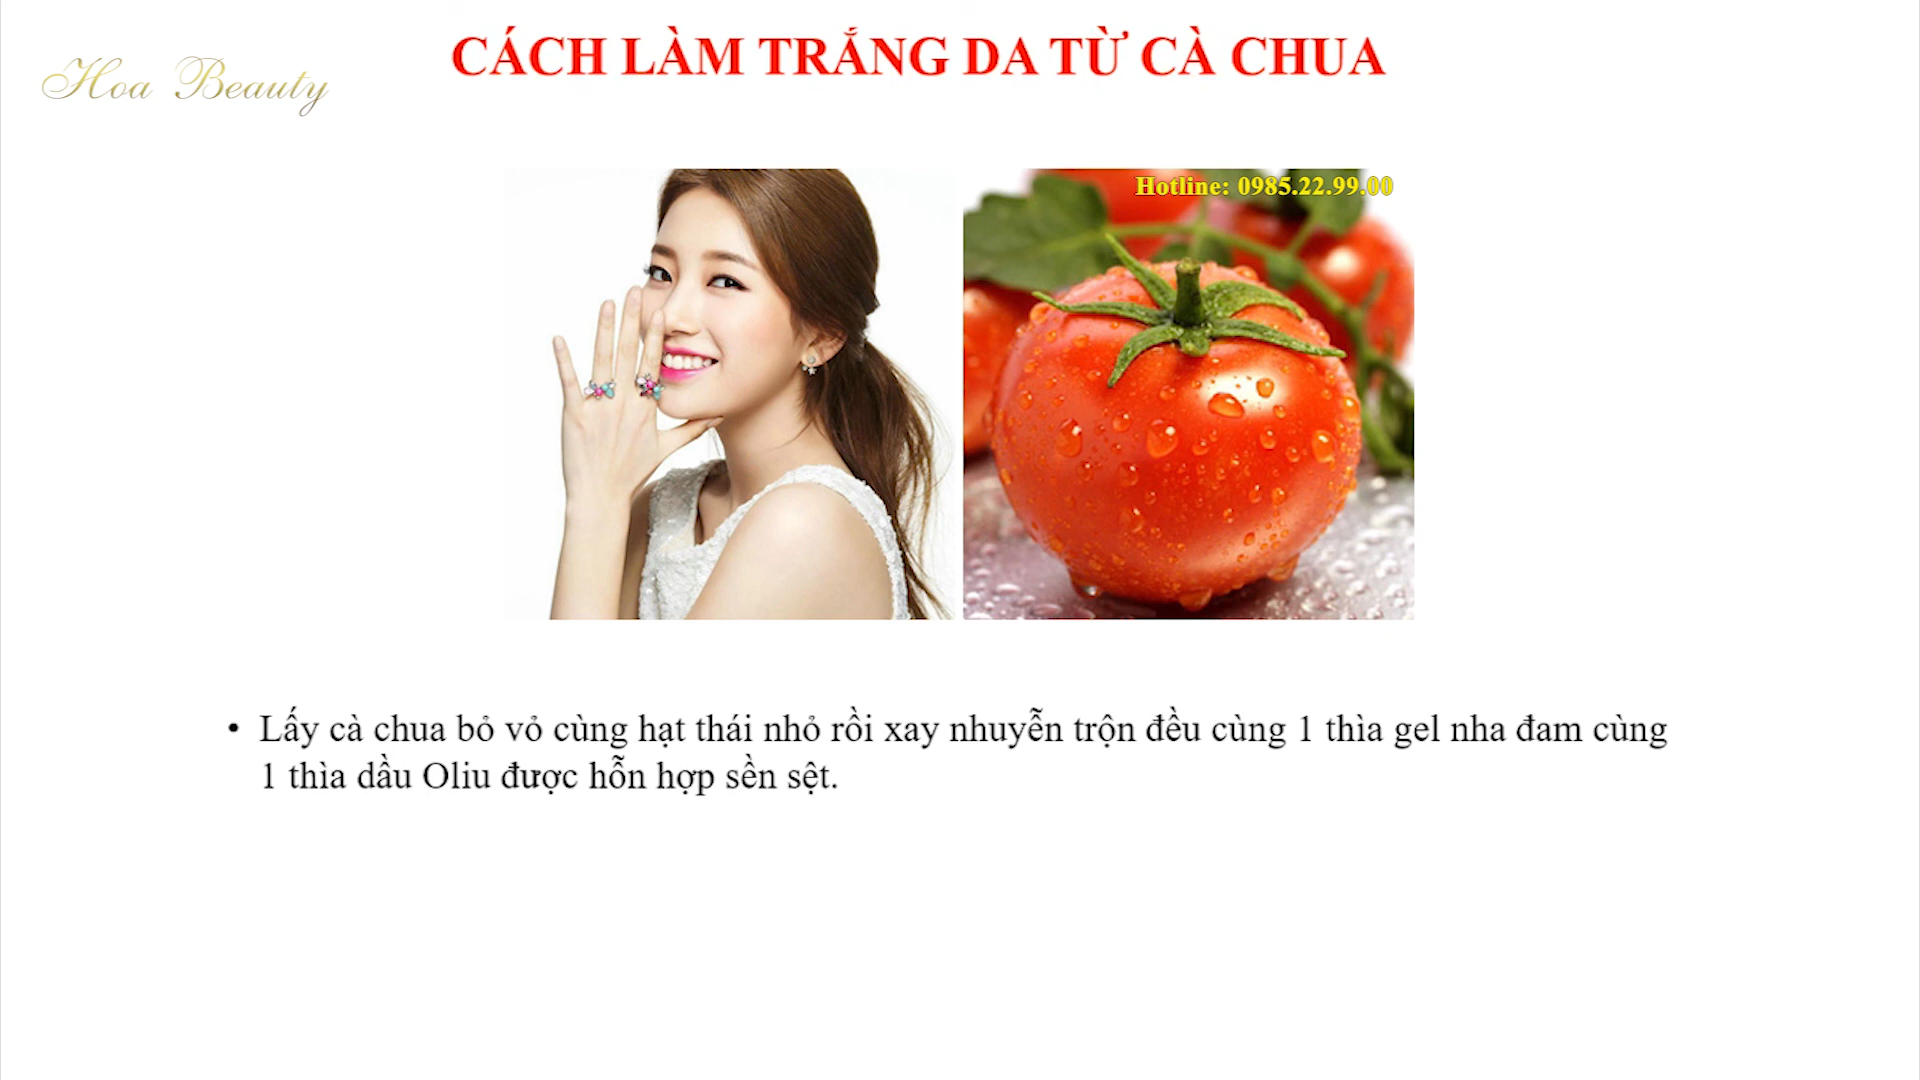 Hoa Beauty
CÁCH LÀM TRẮNG DA TỪ CÀ CHUA
Hotline: 0985.22.99.00
• Lấy cà chua bỏ vỏ cùng hạt thái nhỏ rồi xay nhuyễn trộn đều cùng 1 thìa gel nha đam cùng
1 thìa dầu Oliu được hỗn hợp sền sệt.